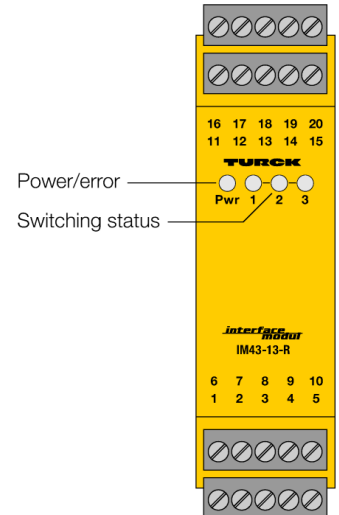 16 17 18 19 20
11 12 13 14 15
TURCK
Power/error
Pwr 1 2 3
Switching status
interface
modul
IM43-13-R
6 7 8 9 10
1 2 3 4 5